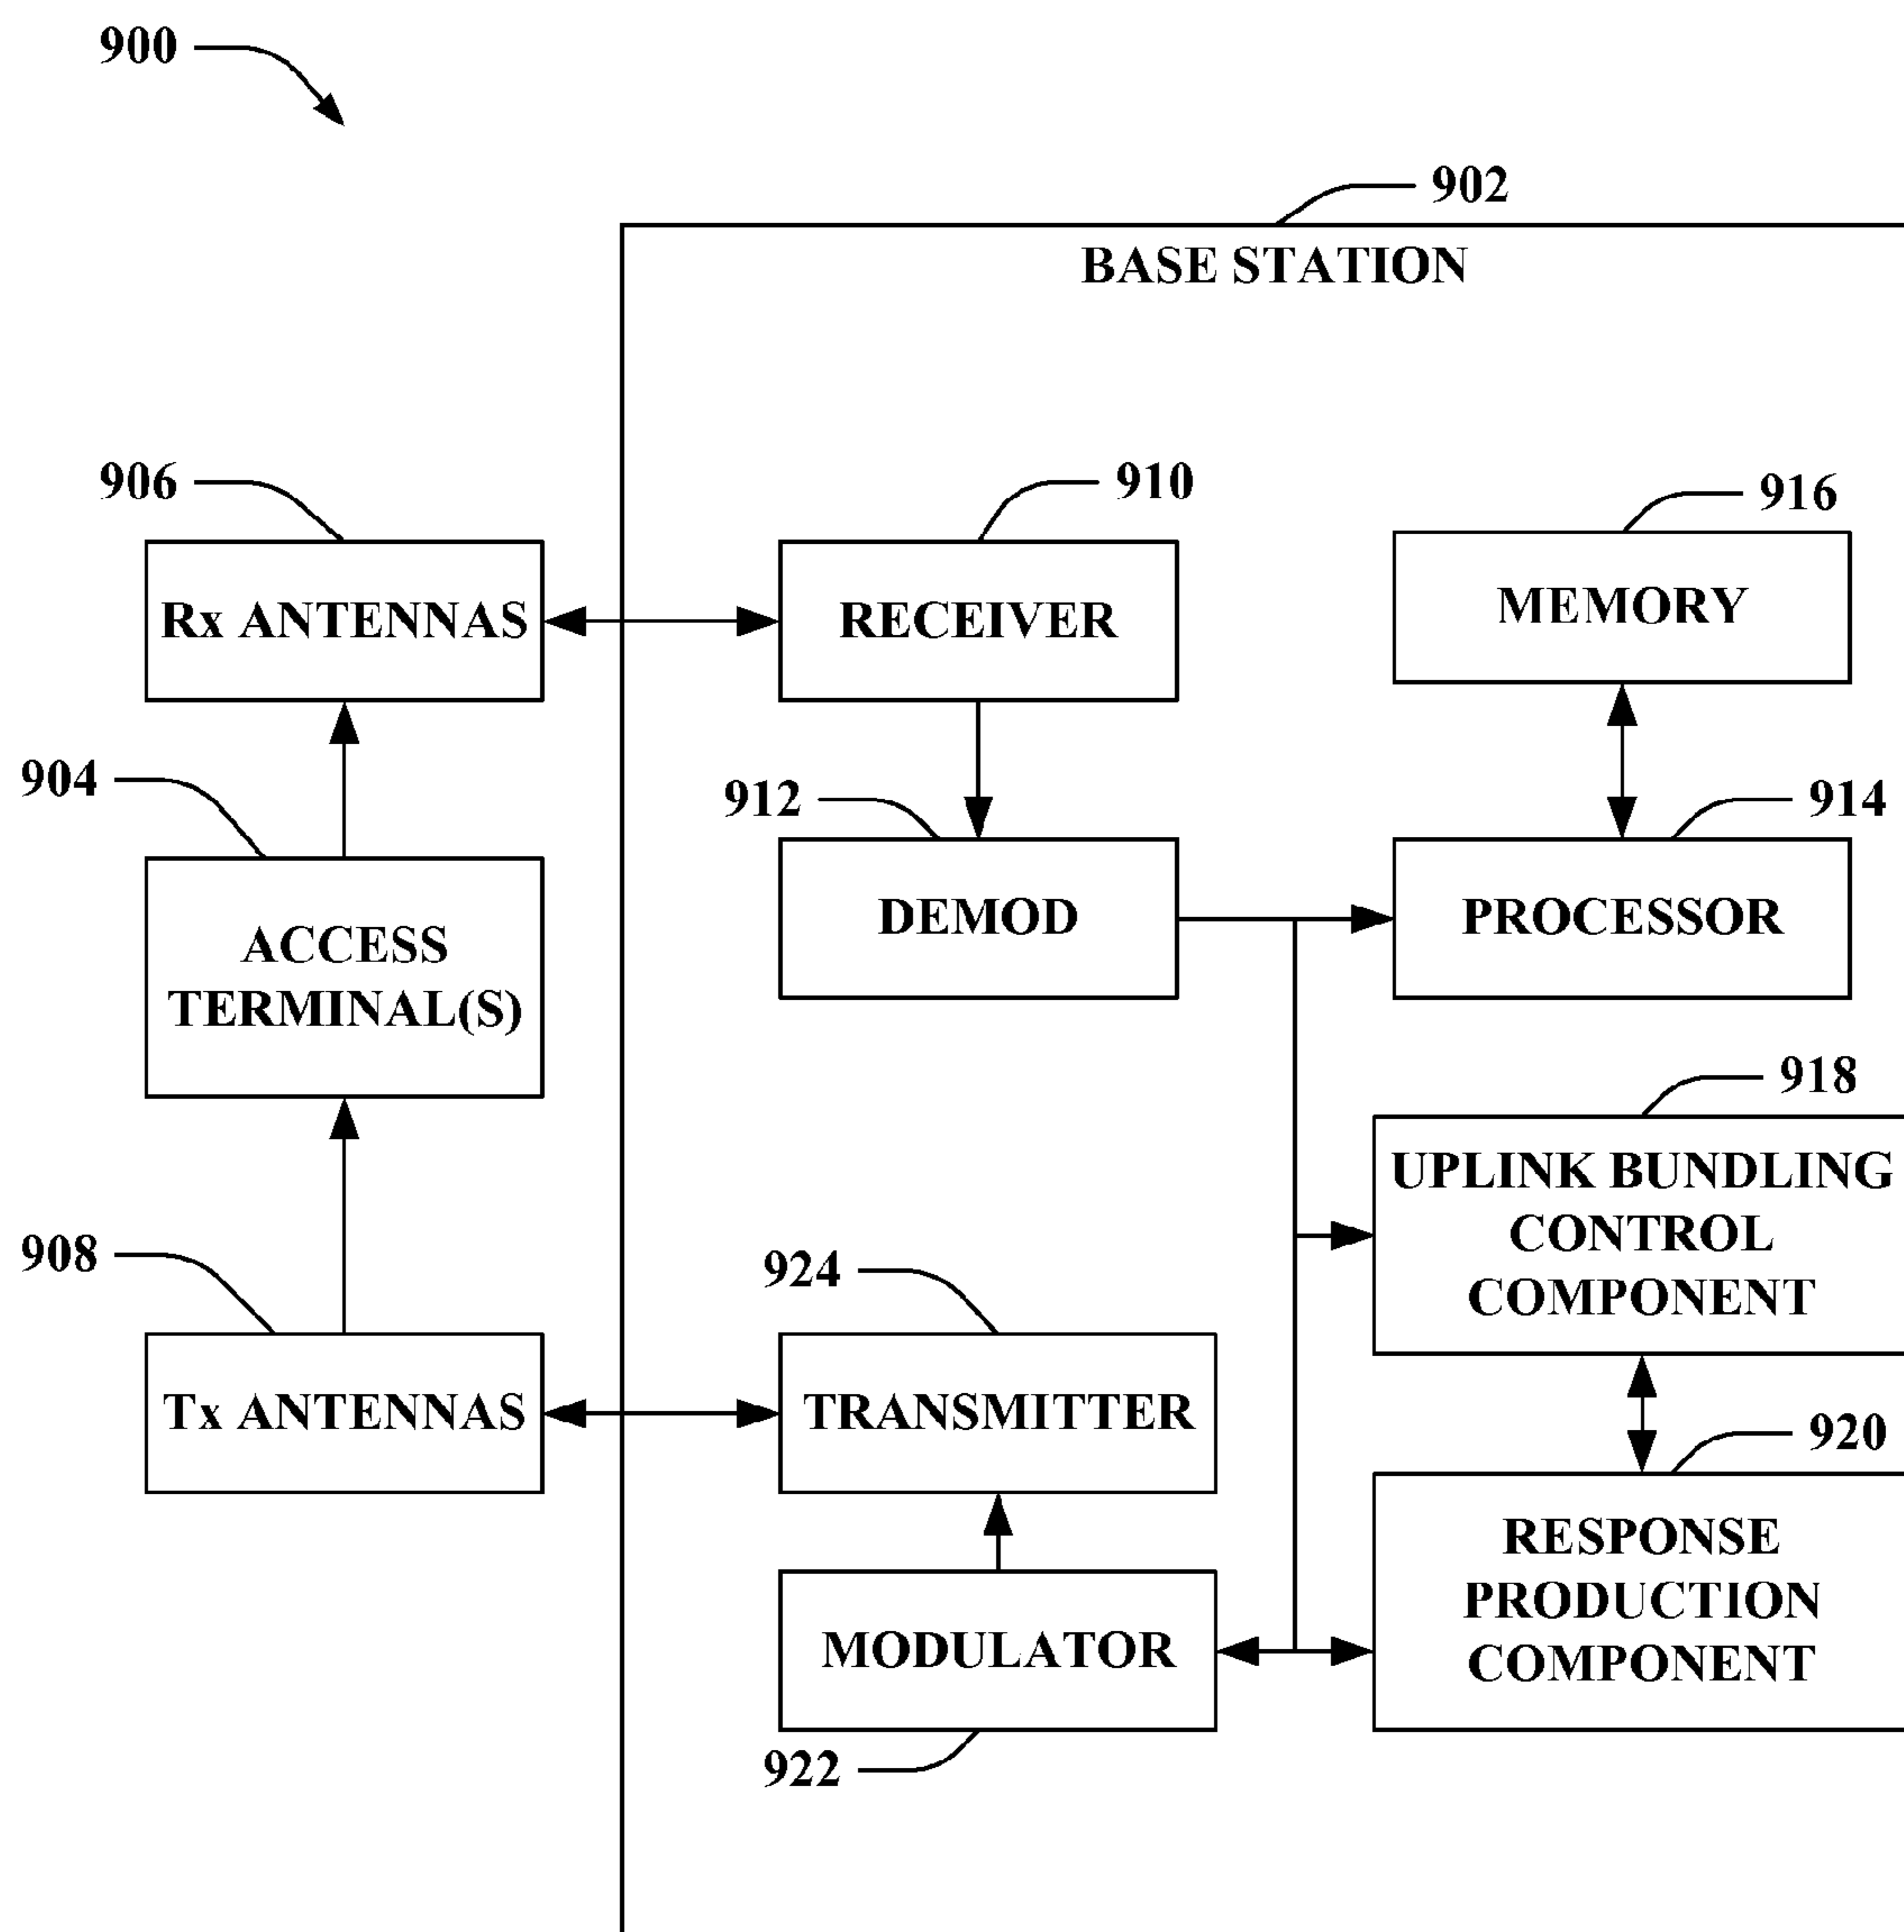 900
902
BASE STATION
906
910
916
Rx ANTENNAS
RECEIVER
MEMORY
904
912
914
ACCESS
TERMINAL(S)
DEMOD
PROCESSOR
918
UPLINK BUNDLING
CONTROL
COMPONENT
908
924
Tx ANTENNAS
TRANSMITTER
920
RESPONSE
PRODUCTION
COMPONENT
MODULATOR
922